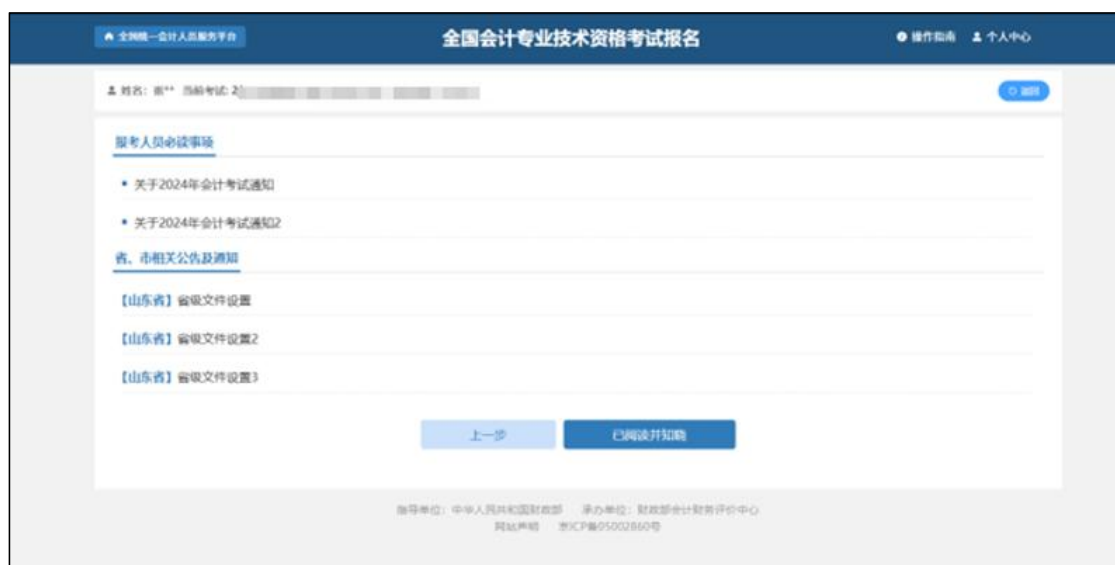 全国统一会计人员服务平台
全国会计专业技术资格考试报名
操作指南 个人中心
姓名: 当前考试: 2
返回
报考人员必读事项
关于2024年会计考试通知
关于2024年会计考试通知2
省、市相关公告及通知
【山东省】省级文件设置
【山东省】省级文件设置2
【山东省】省级文件设置3
上一步 已阅读并知晓
指导单位：中华人民共和国财政部 承办单位：财政部会计财务评价中心
网站声明 京ICP备05002860号